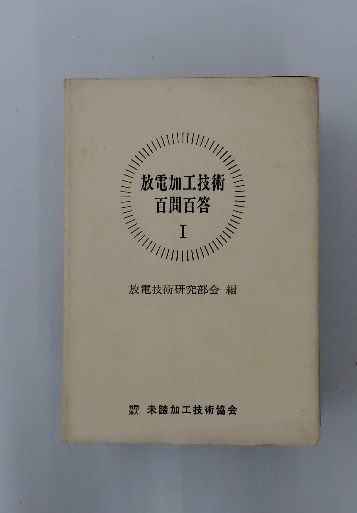 放電加工技術
百問百答
I
放電技術研究部会 編
未踏加工技術協会